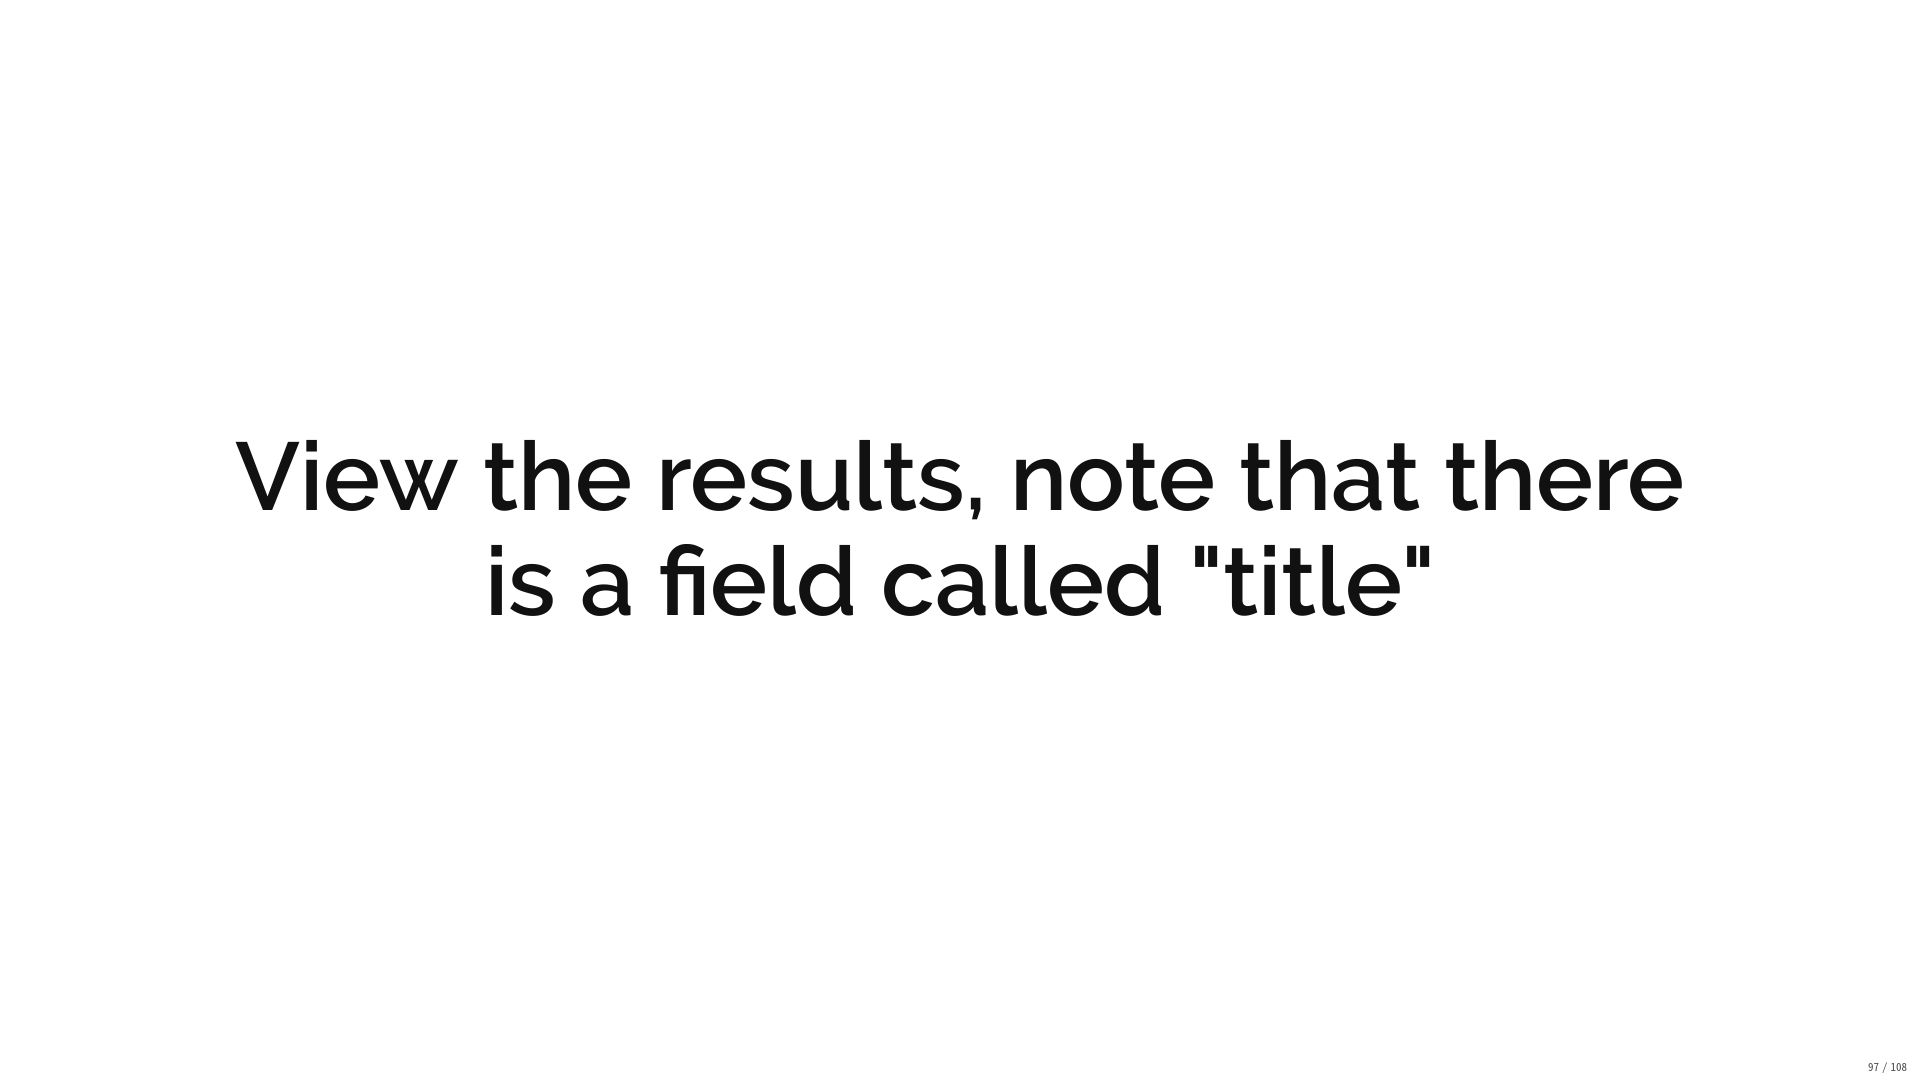 View the results, note that there
is a field called "title"
97 / 108